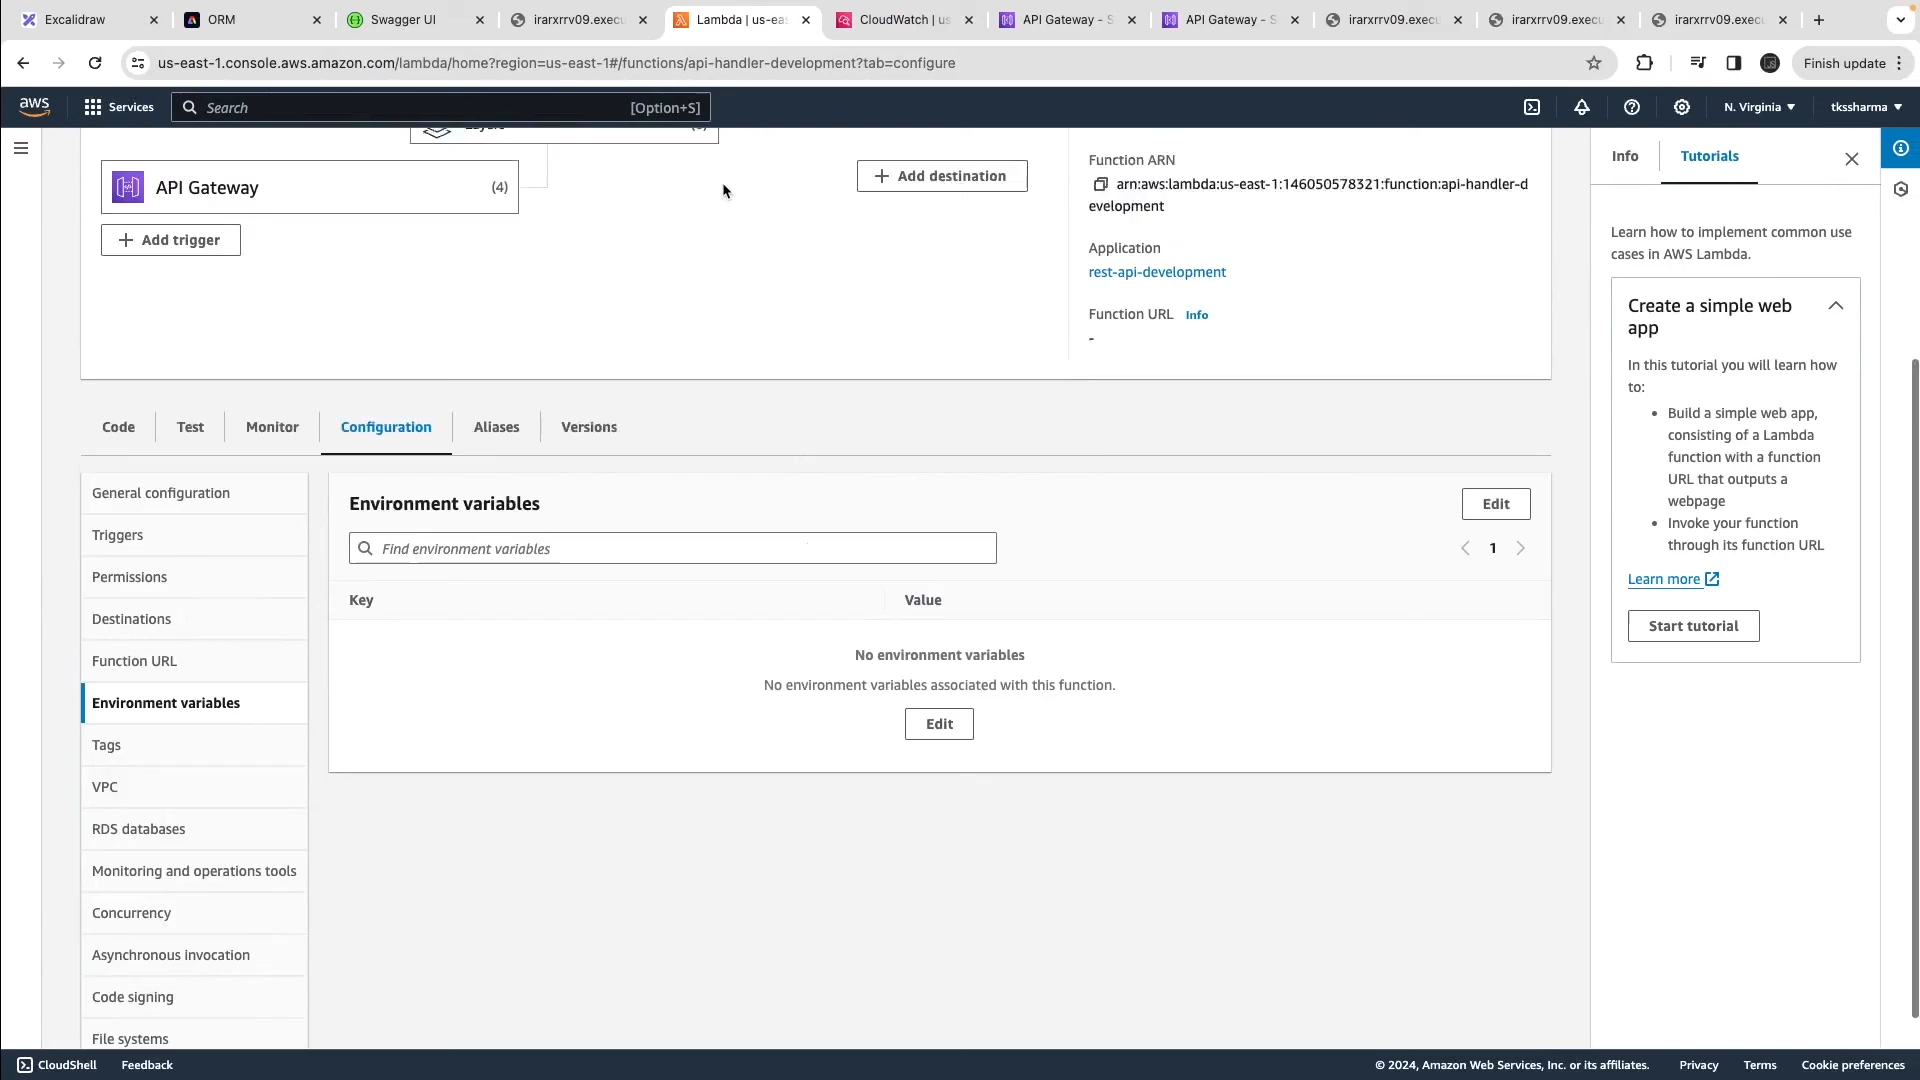 Excalidraw
ORM
Swagger UI
irarxrrv09.execu
Lambda | us-eas
CloudWatch | us
API Gateway - S
API Gateway - S
irarxrrv09.execu
irarxrrv09.execu
irarxrrv09.execu
us-east-1.console.aws.amazon.com/lambda/home?region=us-east-1#/functions/api-handler-development?tab=configure
Finish update
aws
Services
Search
[Option+S]
N. Virginia
tkssharma
API Gateway
(4)
Add trigger
Add destination
Function ARN
arn:aws:lambda:us-east-1:146050578321:function:api-handler-d
evelopment
Application
rest-api-development
Function URL Info
-
Code
Test
Monitor
Configuration
Aliases
Versions
General configuration
Triggers
Permissions
Destinations
Function URL
Environment variables
Tags
VPC
RDS databases
Monitoring and operations tools
Concurrency
Asynchronous invocation
Code signing
File systems
Environment variables
Edit
Find environment variables
1
Key
Value
No environment variables
No environment variables associated with this function.
Edit
Info
Tutorials
Learn how to implement common use
cases in AWS Lambda.
Create a simple web
app
In this tutorial you will learn how
to:
• Build a simple web app,
consisting of a Lambda
function with a function
URL that outputs a
webpage
• Invoke your function
through its function URL
Learn more
Start tutorial
CloudShell
Feedback
© 2024, Amazon Web Services, Inc. or its affiliates.
Privacy
Terms
Cookie preferences